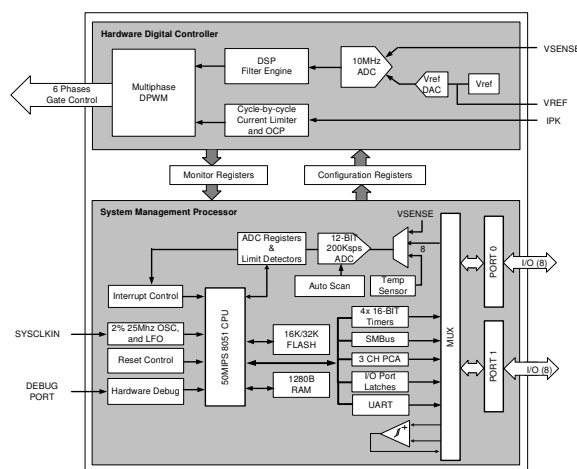 Hardware Digital Controller
6 Phases
Gate Control
Multiphase
DPWM
DSP
Filter Engine
10MHz
ADC
Vref
DAC
Vref
VSENSE
VREF
Cycle-by-cycle
Current Limiter
and OCP
IPK
Monitor Registers
Configuration Registers
System Management Processor
VSENSE
ADC Registers
&
Limit Detectors
12-BIT
200Ksps
ADC
8
Auto Scan
Temp
Sensor
Interrupt Control
SYSCLKIN
2% 25Mhz OSC,
and LFO
Reset Control
DEBUG
PORT
Hardware Debug
50MIPS 8051 CPU
16K/32K
FLASH
1280B
RAM
4x 16-BIT
Timers
SMBus
3 CH PCA
I/O Port
Latches
UART
MUX
PORT 0
I/O (8)
PORT 1
I/O (8)
+